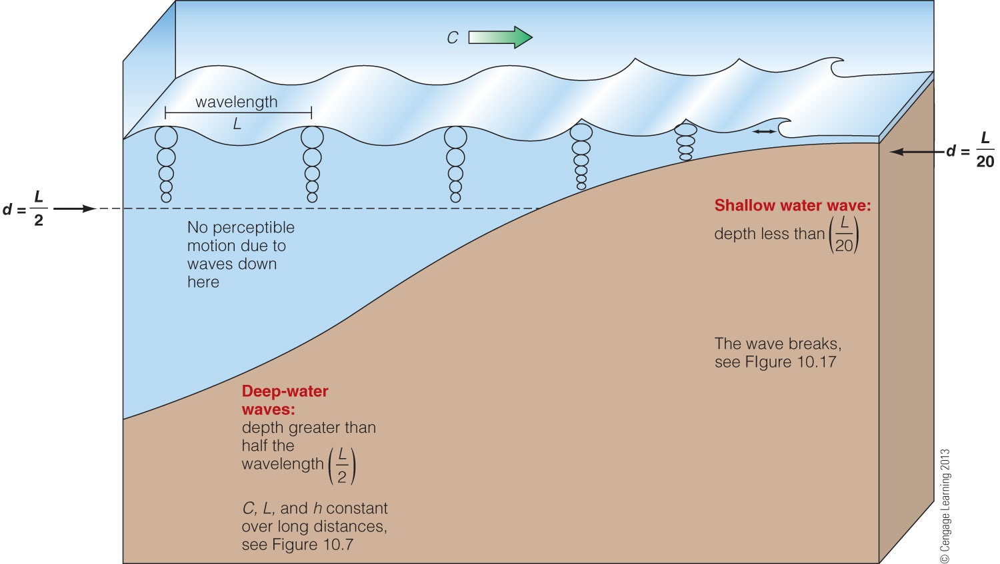 C
wavelength
L
d = L/2
No perceptible
motion due to
waves down
here
d = L/20
Shallow water wave:
depth less than (L/20)
The wave breaks,
see FIgure 10.17
Deep-water
waves:
depth greater than
half the
wavelength (L/2)
C, L, and h constant
over long distances,
see Figure 10.7
© Cengage Learning 2013